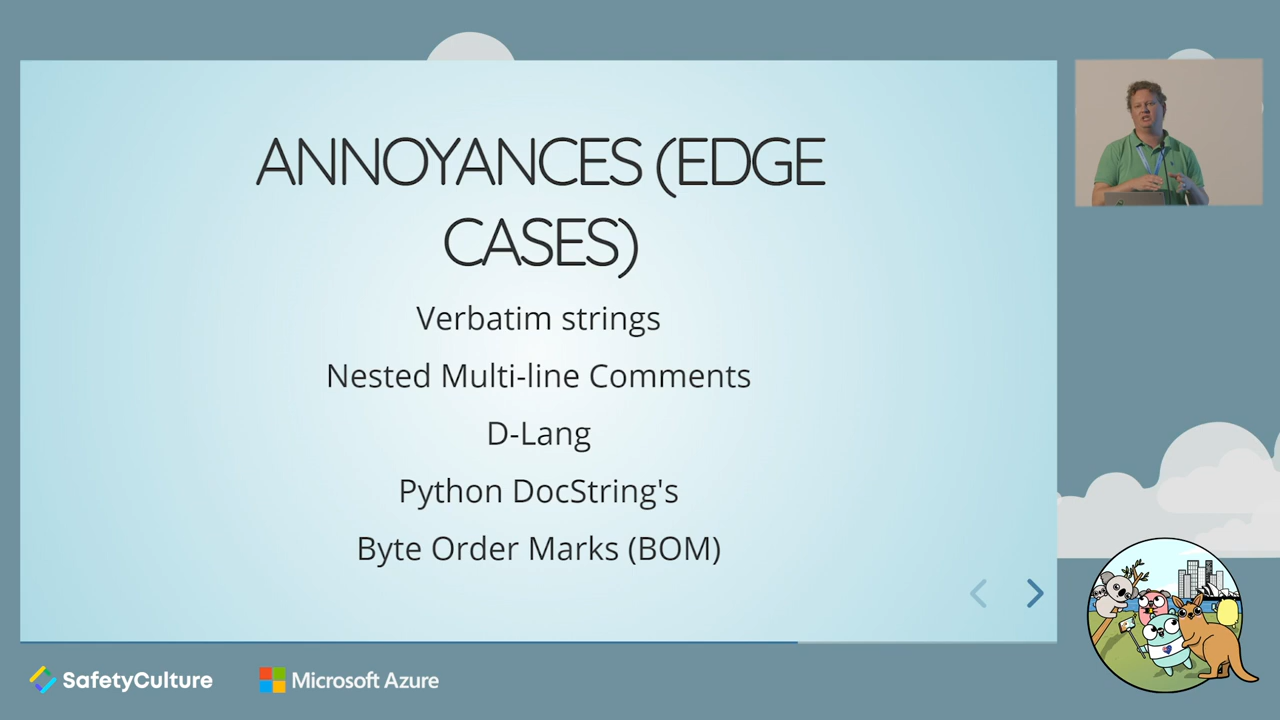 ANNOYANCES (EDGE
CASES)
Verbatim strings
Nested Multi-line Comments
D-Lang
Python DocString's
Byte Order Marks (BOM)
SafetyCulture
Microsoft Azure